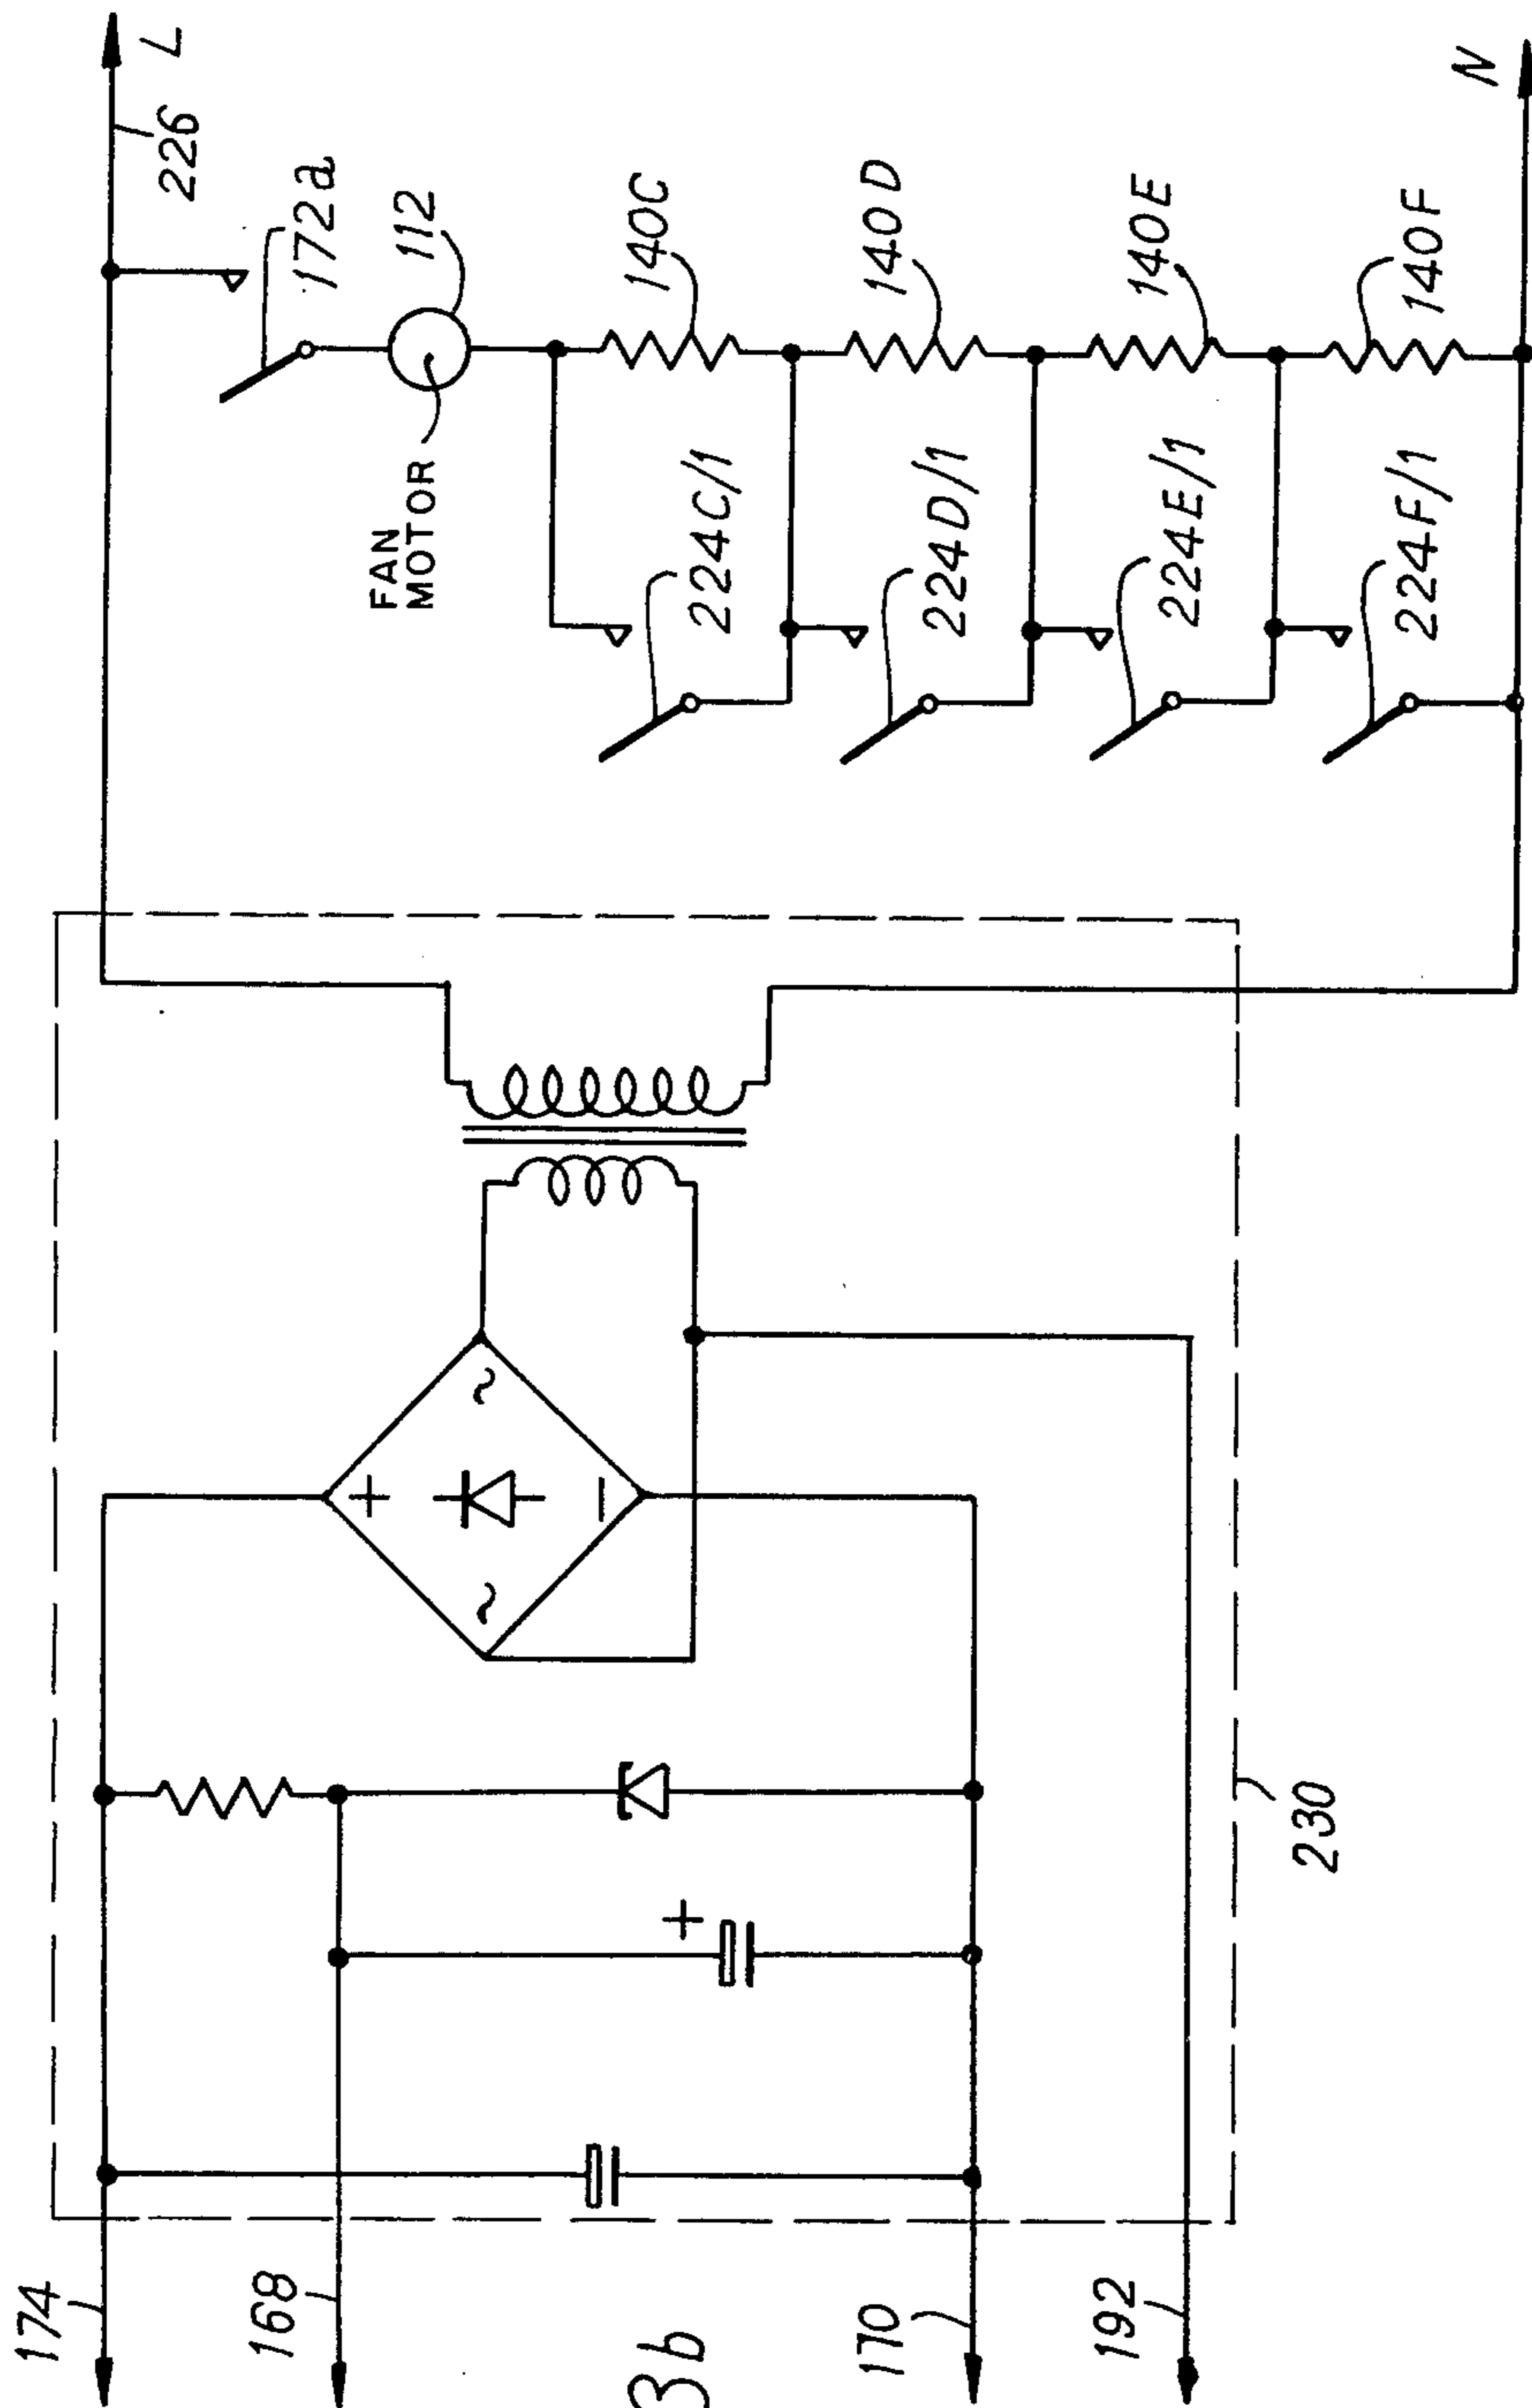 L
226
172a
112
FAN
MOTOR
140C
140D
140E
140F
N
224C/1
224D/1
224E/1
224F/1
~
+
−
~
+
230
174
168
170
192
3b